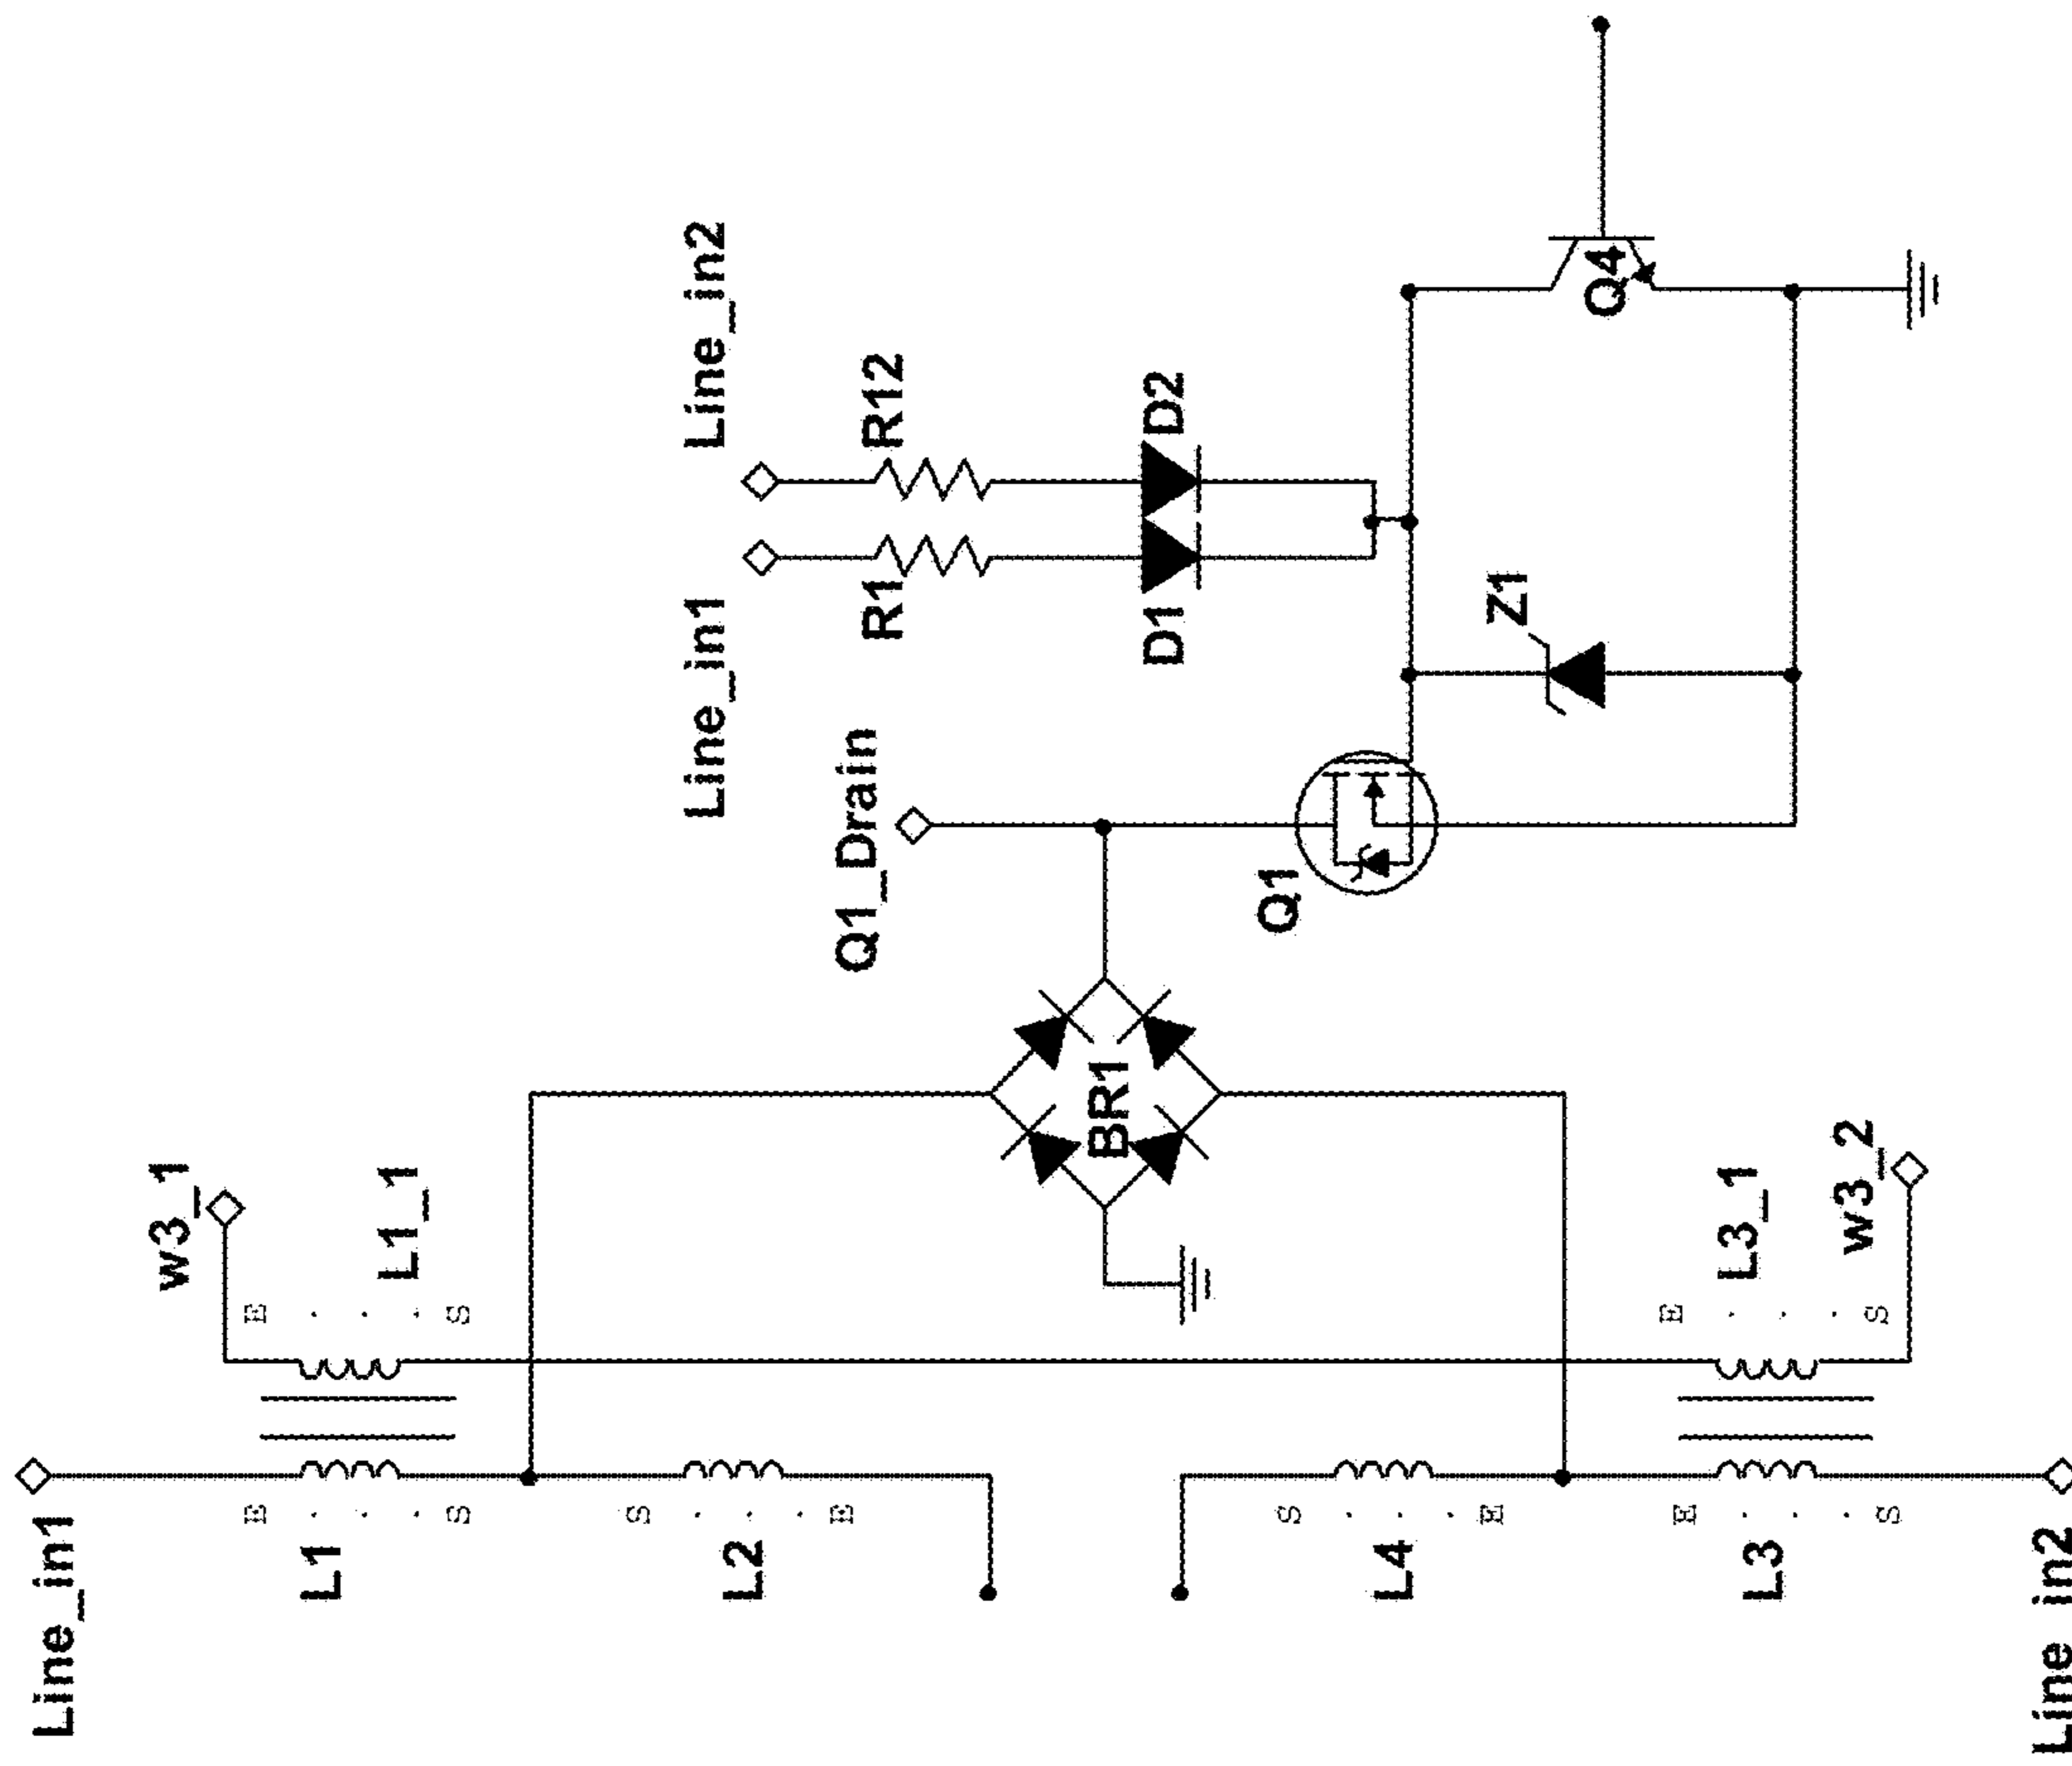 Line_in1
L1
E
S
w3_1
L1_1
E
S
L2
S
E
L4
S
E
L3
E
S
L3_1
E
S
w3_2
Line_in2
BR1
Q1_Drain
Q1
Line_in1
R1
D1
Line_in2
R12
D2
Z1
Q4